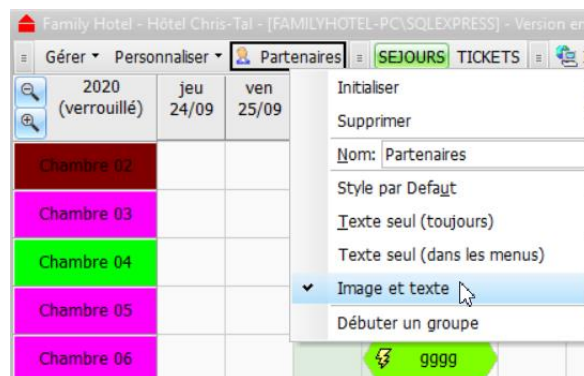 Family Hotel - Hôtel Chris-Tal - [FAMILYHOTEL-PC\SQLEXPRESS] - Version en
Gérer Personnaliser Partenaires SEJOURS TICKETS
2020 (verrouillé)
jeu 24/09
ven 25/09
Initialiser
Supprimer
Nom: Partenaires
Style par Defaut
Texte seul (toujours)
Texte seul (dans les menus)
Image et texte
Débuter un groupe
Chambre 02
Chambre 03
Chambre 04
Chambre 05
Chambre 06
gggg